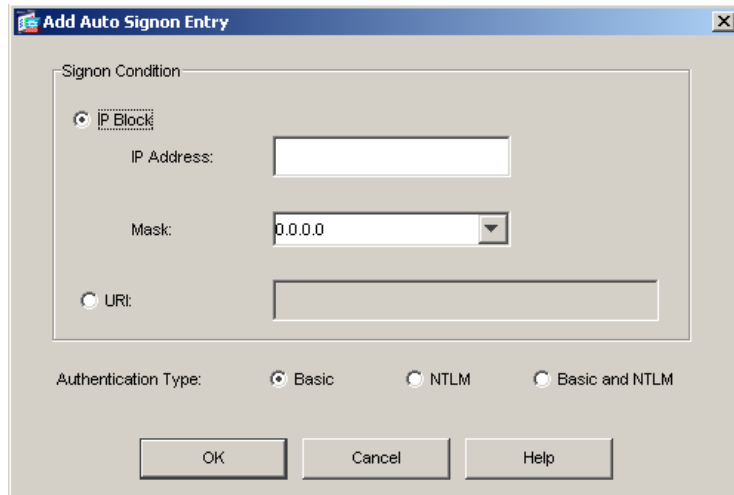 Add Auto Signon Entry
Signon Condition
IP Block
IP Address:
Mask: 0.0.0.0
URI:
Authentication Type: Basic NTLM Basic and NTLM
OK Cancel Help